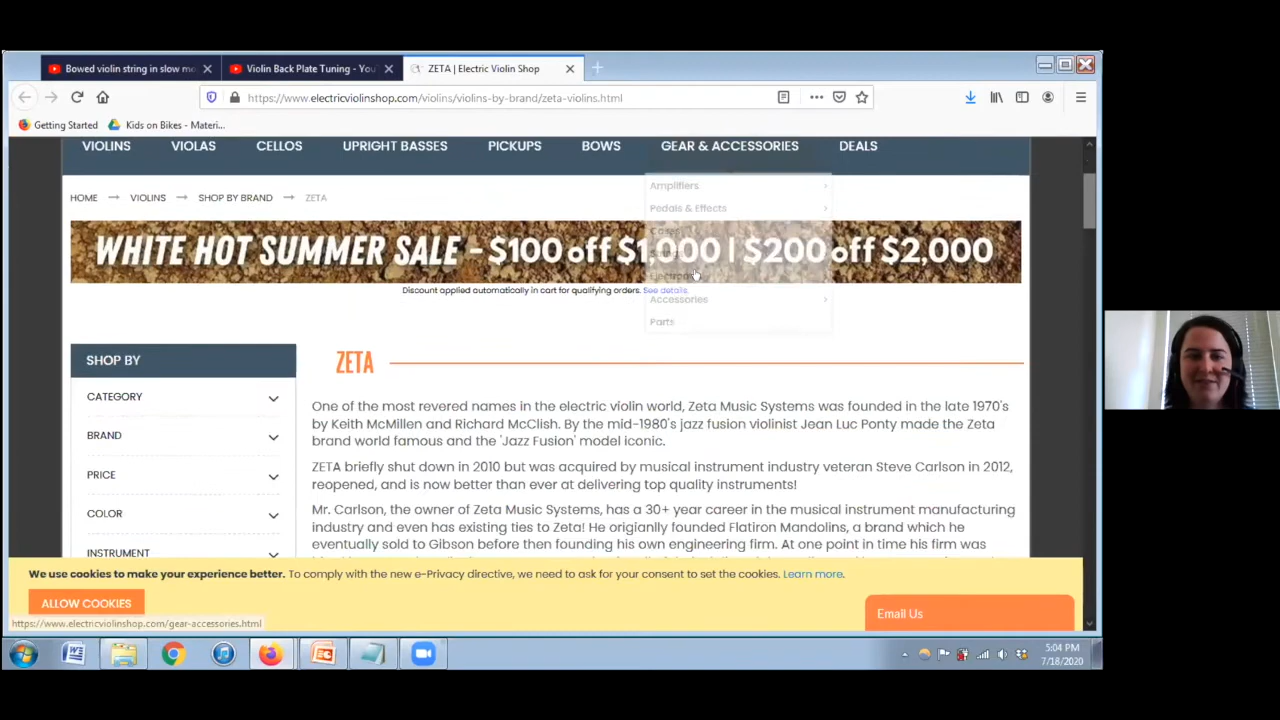 Bowed violin string in slow mo
Violin Back Plate Tuning - You
ZETA | Electric Violin Shop
https://www.electricviolinshop.com/violins/violins-by-brand/zeta-violins.html
Getting Started
Kids on Bikes - Materi...
VIOLINS VIOLAS CELLOS UPRIGHT BASSES PICKUPS BOWS GEAR & ACCESSORIES DEALS
HOME → VIOLINS → SHOP BY BRAND → ZETA
Amplifiers
Pedals & Effects
Cases
WHITE HOT SUMMER SALE - $100 off $1,000 | $200 off $2,000
Discount applied automatically in cart for qualifying orders. See details.
Accessories
Parts
SHOP BY
CATEGORY
BRAND
PRICE
COLOR
INSTRUMENT
ZETA
One of the most revered names in the electric violin world, Zeta Music Systems was founded in the late 1970's
by Keith McMillen and Richard McClish. By the mid-1980's jazz fusion violinist Jean Luc Ponty made the Zeta
brand world famous and the 'Jazz Fusion' model iconic.
ZETA briefly shut down in 2010 but was acquired by musical instrument industry veteran Steve Carlson in 2012,
reopened, and is now better than ever at delivering top quality instruments!
Mr. Carlson, the owner of Zeta Music Systems, has a 30+ year career in the musical instrument manufacturing
industry and even has existing ties to Zeta! He origianlly founded Flatiron Mandolins, a brand which he
eventually sold to Gibson before then founding his own engineering firm. At one point in time his firm was
We use cookies to make your experience better. To comply with the new e-Privacy directive, we need to ask for your consent to set the cookies. Learn more.
ALLOW COOKIES
Email Us
https://www.electricviolinshop.com/gear-accessories.html
5:04 PM
7/18/2020